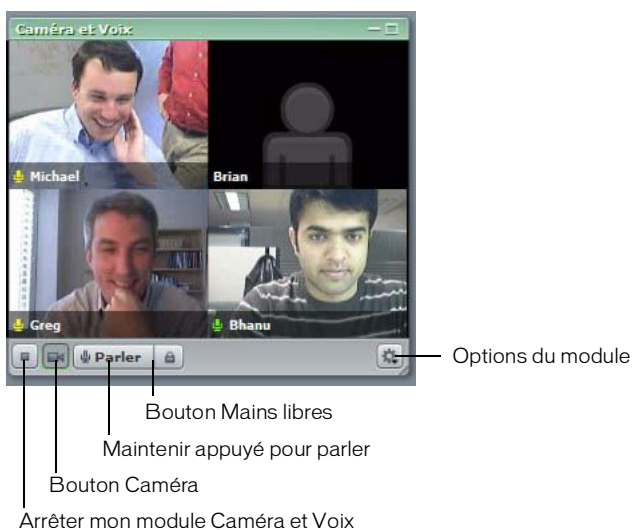 Caméra et Voix
Michael
Brian
Greg
Bhanu
Parler
Options du module
Bouton Mains libres
Maintenir appuyé pour parler
Bouton Caméra
Arrêter mon module Caméra et Voix